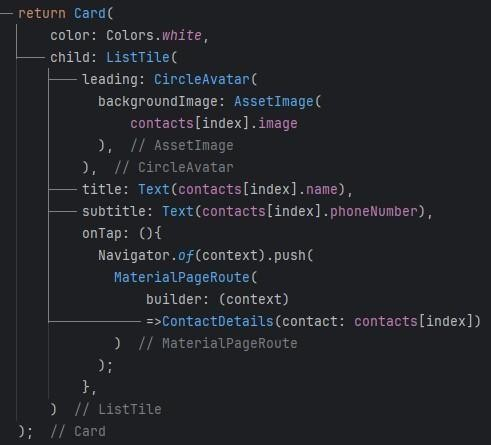 return Card(
    color: Colors.white,
    child: ListTile(
        leading: CircleAvatar(
          backgroundImage: AssetImage(
              contacts[index].image
          ),  // AssetImage
        ),  // CircleAvatar
        title: Text(contacts[index].name),
        subtitle: Text(contacts[index].phoneNumber),
        onTap: (){
          Navigator.of(context).push(
            MaterialPageRoute(
                builder: (context)
                =>ContactDetails(contact: contacts[index])
            )  // MaterialPageRoute
          );
        },
    )  // ListTile
);  // Card